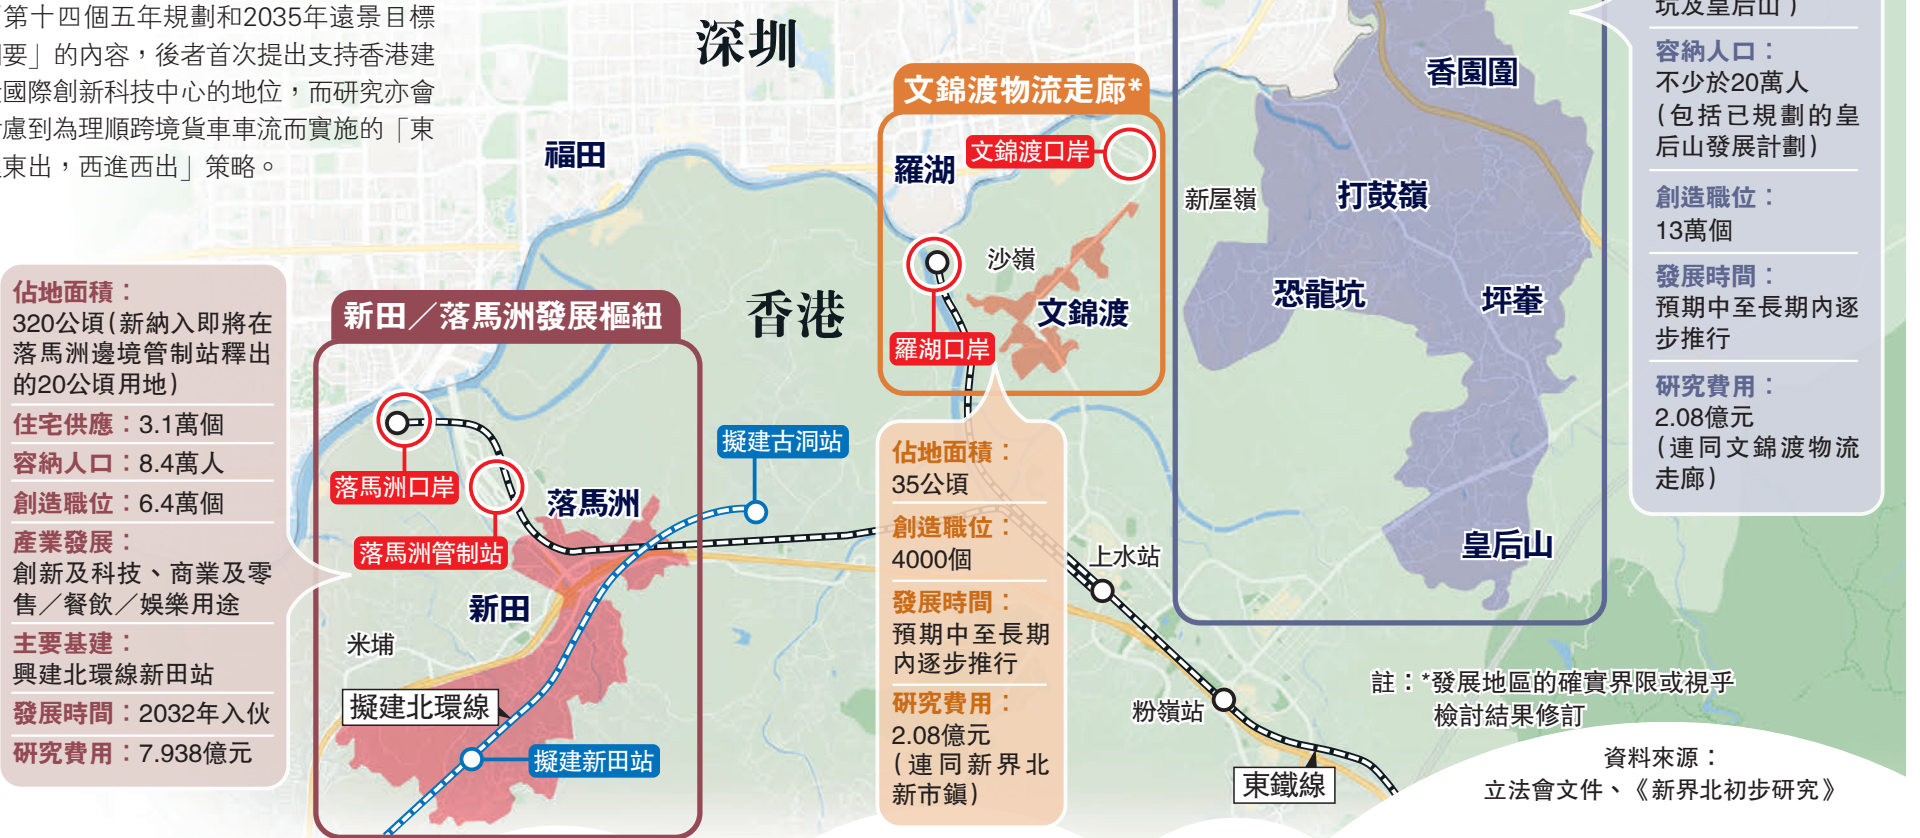 第十四個五年規劃和2035年遠景目標
要」的內容，後者首次提出支持香港建
國際創新科技中心的地位，而研究亦會
慮到為理順跨境貨車車流而實施的「東
東出，西進西出」策略。
深圳
福田
香港
文錦渡物流走廊*
羅湖
文錦渡口岸
沙嶺
文錦渡
羅湖口岸
佔地面積：
35公頃
創造職位：
4000個
發展時間：
預期中至長期
內逐步推行
研究費用：
2.08億元
(連同新界北
新市鎮)
新田／落馬洲發展樞紐
落馬洲口岸
落馬洲管制站
落馬洲
新田
米埔
擬建北環線
擬建新田站
擬建古洞站
佔地面積：
320公頃(新納入即將在
落馬洲邊境管制站釋出
的20公頃用地)
住宅供應：3.1萬個
容納人口：8.4萬人
創造職位：6.4萬個
產業發展：
創新及科技、商業及零
售／餐飲／娛樂用途
主要基建：
興建北環線新田站
發展時間：2032年入伙
研究費用：7.938億元
上水站
粉嶺站
東鐵線
新屋嶺
香園圍
打鼓嶺
恐龍坑
坪輋
皇后山
坑及皇后山)
容納人口：
不少於20萬人
(包括已規劃的皇
后山發展計劃)
創造職位：
13萬個
發展時間：
預期中至長期內逐
步推行
研究費用：
2.08億元
(連同文錦渡物流
走廊)
註：*發展地區的確實界限或視乎
檢討結果修訂
資料來源：
立法會文件、《新界北初步研究》